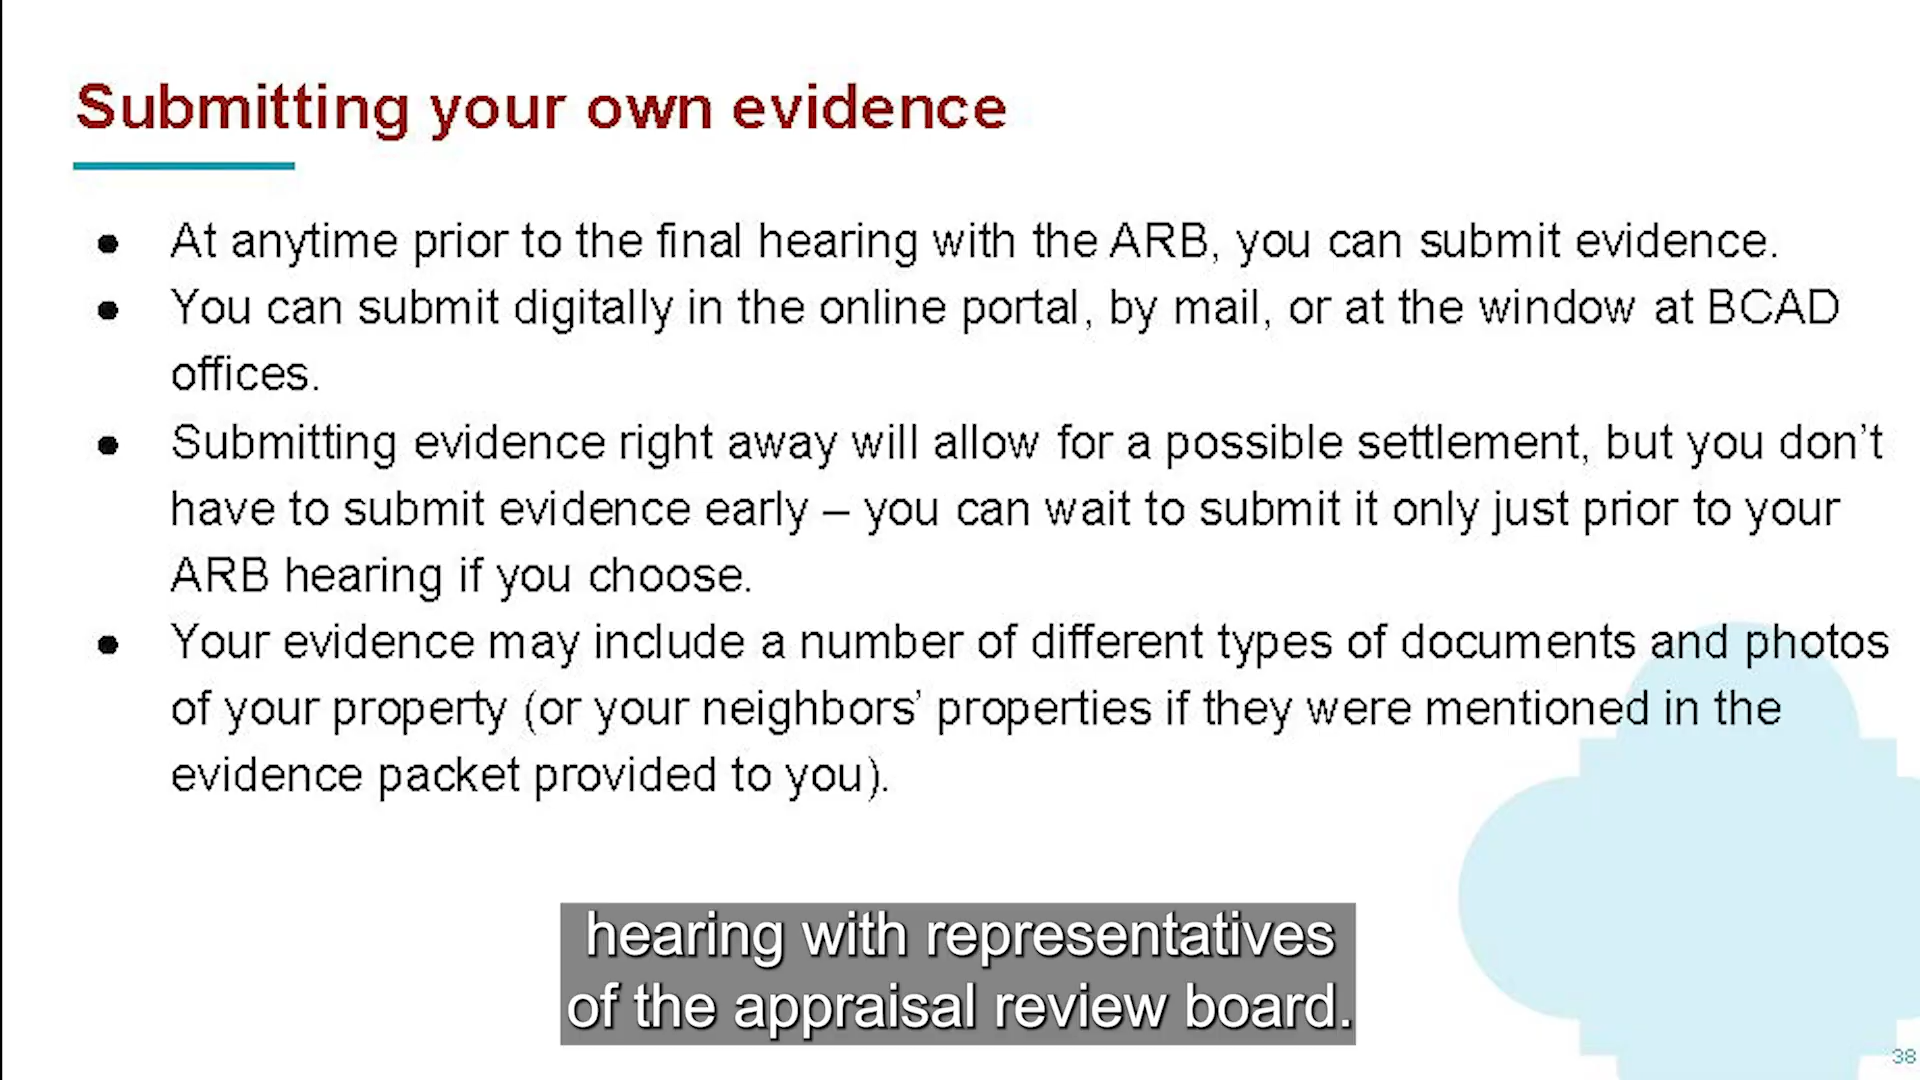 Submitting your own evidence
● At anytime prior to the final hearing with the ARB, you can submit evidence.
● You can submit digitally in the online portal, by mail, or at the window at BCAD
offices.
● Submitting evidence right away will allow for a possible settlement, but you don't
have to submit evidence early – you can wait to submit it only just prior to your
ARB hearing if you choose.
● Your evidence may include a number of different types of documents and photos
of your property (or your neighbors' properties if they were mentioned in the
evidence packet provided to you).
hearing with representatives
of the appraisal review board.
38